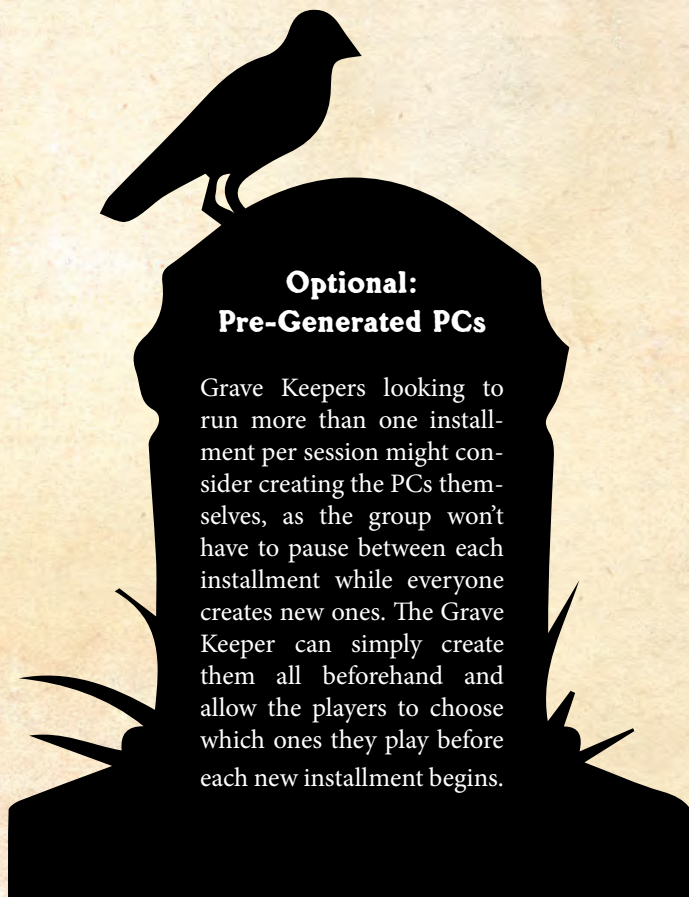 Optional:
Pre-Generated PCs
Grave Keepers looking to
run more than one install-
ment per session might con-
sider creating the PCs them-
selves, as the group won’t
have to pause between each
installment while everyone
creates new ones. The Grave
Keeper can simply create
them all beforehand and
allow the players to choose
which ones they play before
each new installment begins.